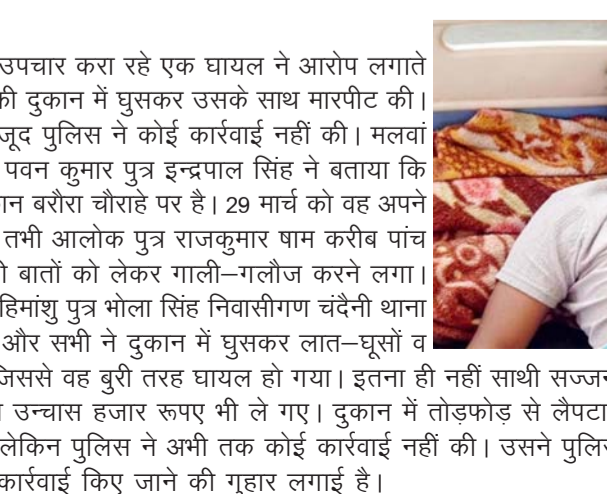 उपचार करा रहे एक घायल ने आरोप लगाते
की दुकान में घुसकर उसके साथ मारपीट की।
जूद पुलिस ने कोई कार्रवाई नहीं की। मलवां
पवन कुमार पुत्र इन्द्रपाल सिंह ने बताया कि
ान बरौरा चौराहे पर है। 29 मार्च को वह अपने
तभी आलोक पुत्र राजकुमार षाम करीब पांच
बातों को लेकर गाली–गलौज करने लगा।
हिमांशु पुत्र भोला सिंह निवासीगण चंदैनी थाना
और सभी ने दुकान में घुसकर लात–घूसों व
जिससे वह बुरी तरह घायल हो गया। इतना ही नहीं साथी सज्जन
उन्चास हजार रूपए भी ले गए। दुकान में तोड़फोड़ से लैपटा
लेकिन पुलिस ने अभी तक कोई कार्रवाई नहीं की। उसने पुलिस
कार्रवाई किए जाने की गुहार लगाई है।